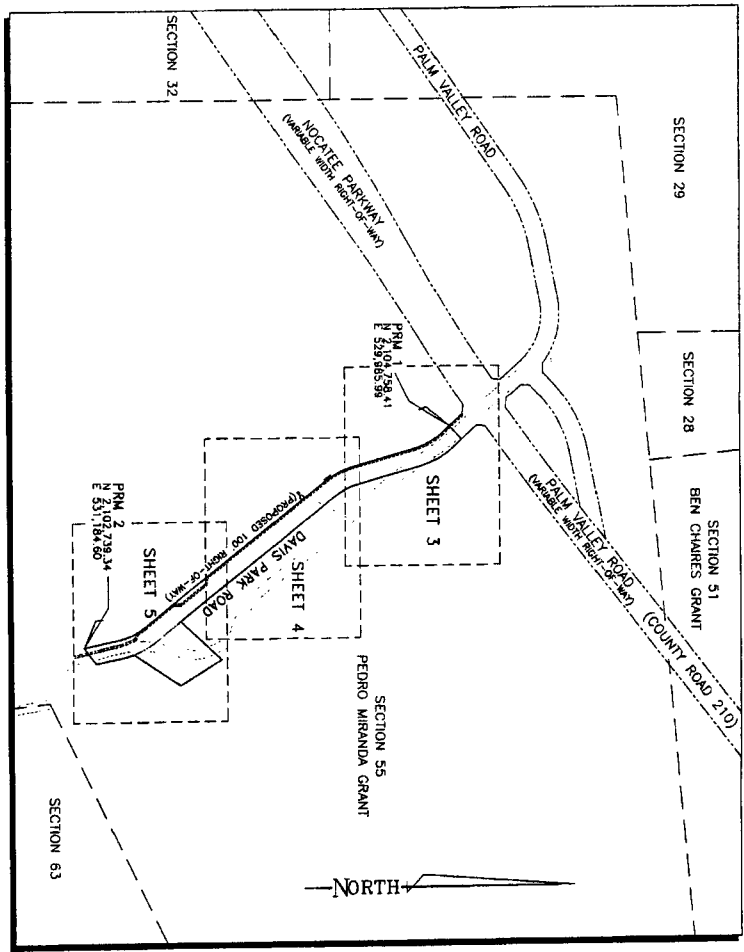 SECTION 32
SECTION 29
PALM VALLEY ROAD
NOCATEE PARKWAY
(VARIABLE WIDTH RIGHT-OF-WAY)
SECTION 28
SECTION 51
BEN CHAIRES GRANT
PALM VALLEY ROAD (COUNTY ROAD 210)
(VARIABLE WIDTH RIGHT-OF-WAY)
PRM 1
N 2,104,758.41
E 529,985.99
SHEET 3
(PROPOSED 100' RIGHT-OF-WAY)
DAVIS PARK ROAD
SHEET 4
PRM 2
N 2,102,739.34
E 531,184.60
SHEET 5
SECTION 55
PEDRO MIRANDA GRANT
SECTION 63
NORTH